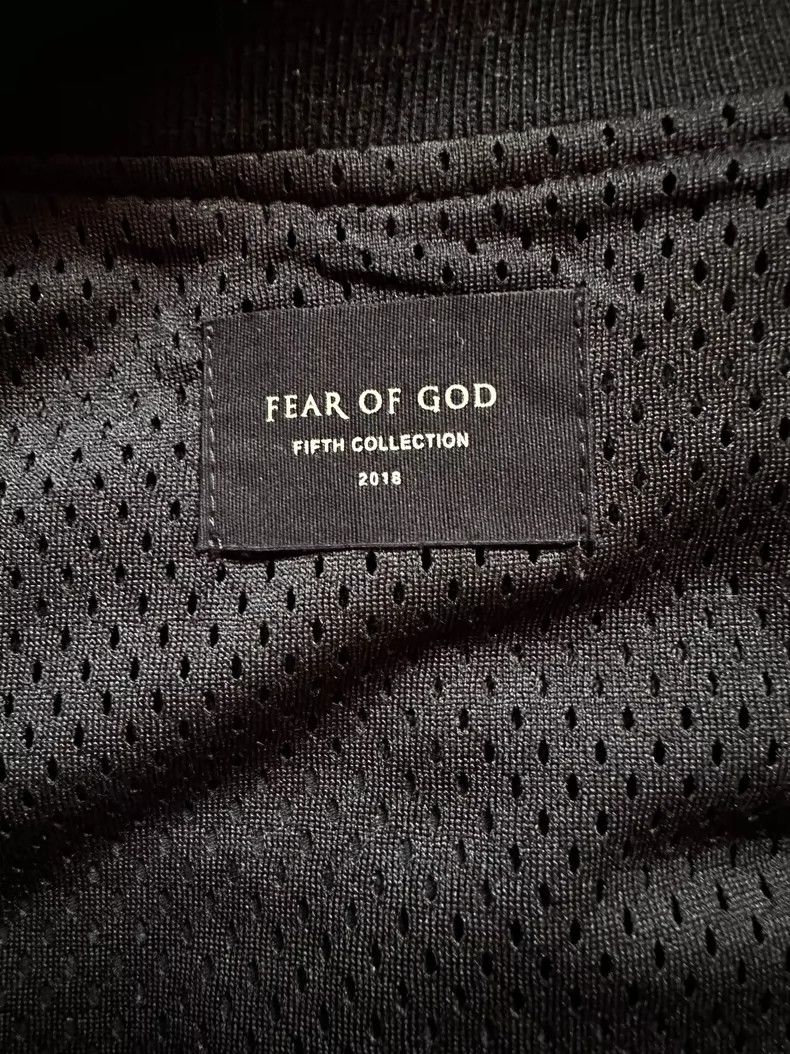 FEAR OF GOD
FIFTH COLLECTION
2018